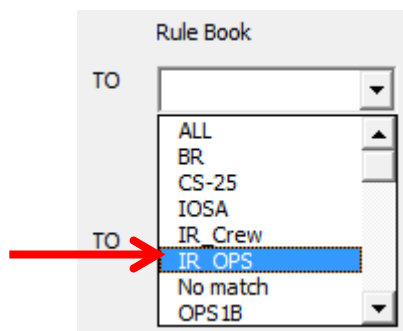 Rule Book
TO
ALL
BR
CS-25
IOSA
TO
IR_Crew
IR_OPS
No match
OPS1B